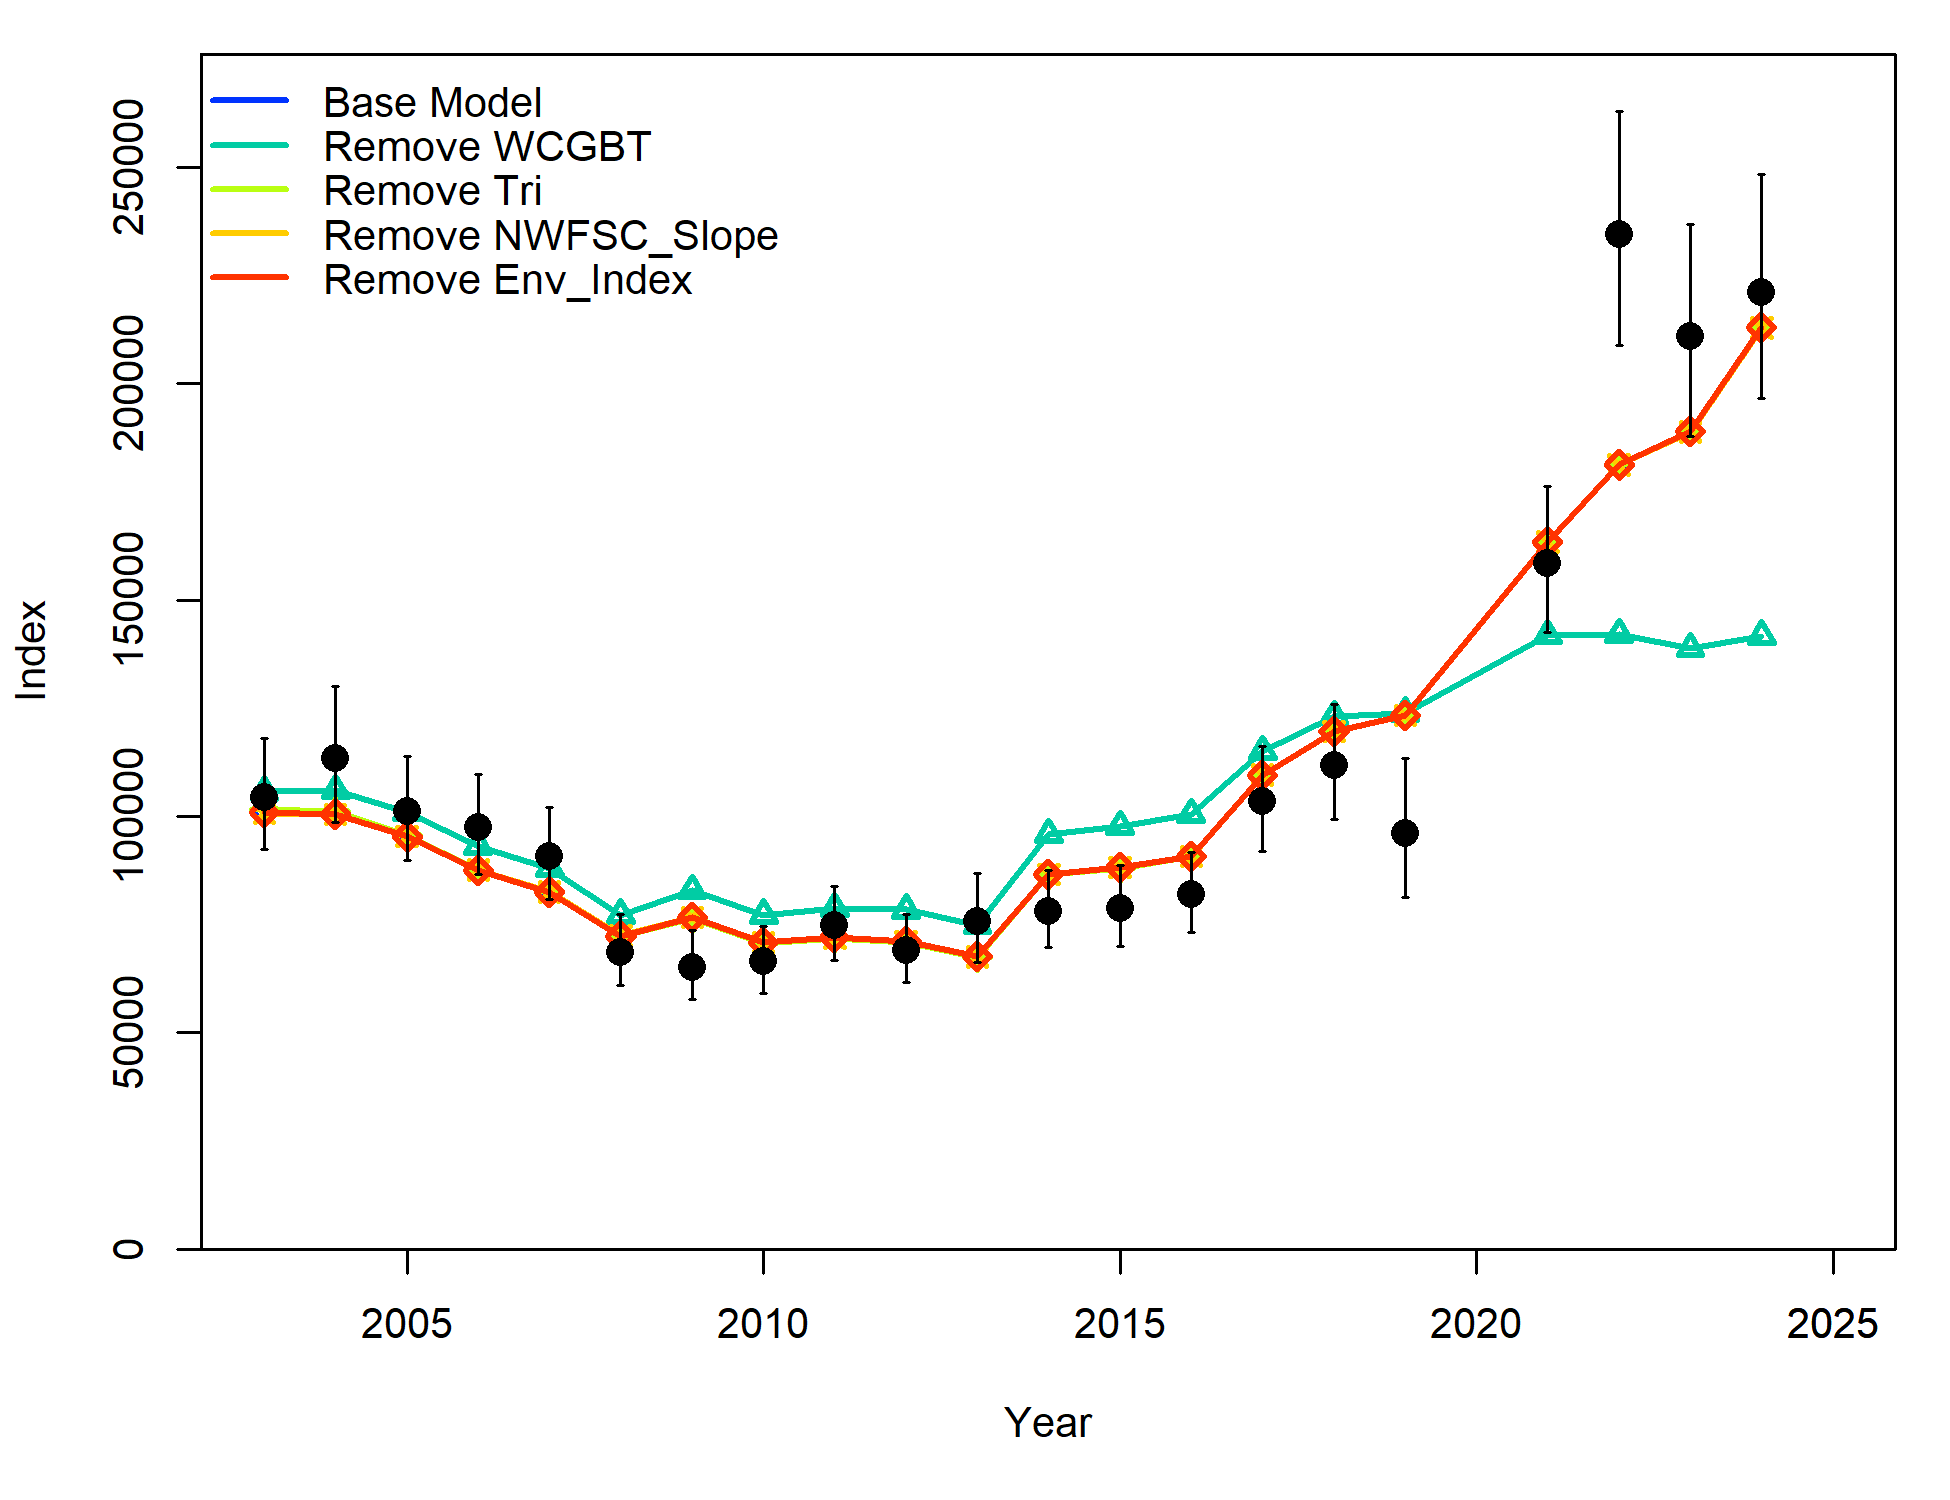 Base Model
Remove WCGBT
Remove Tri
Remove NWFSC_Slope
Remove Env_Index
250000
200000
150000
100000
50000
0
Index
2005
2010
2015
2020
2025
Year